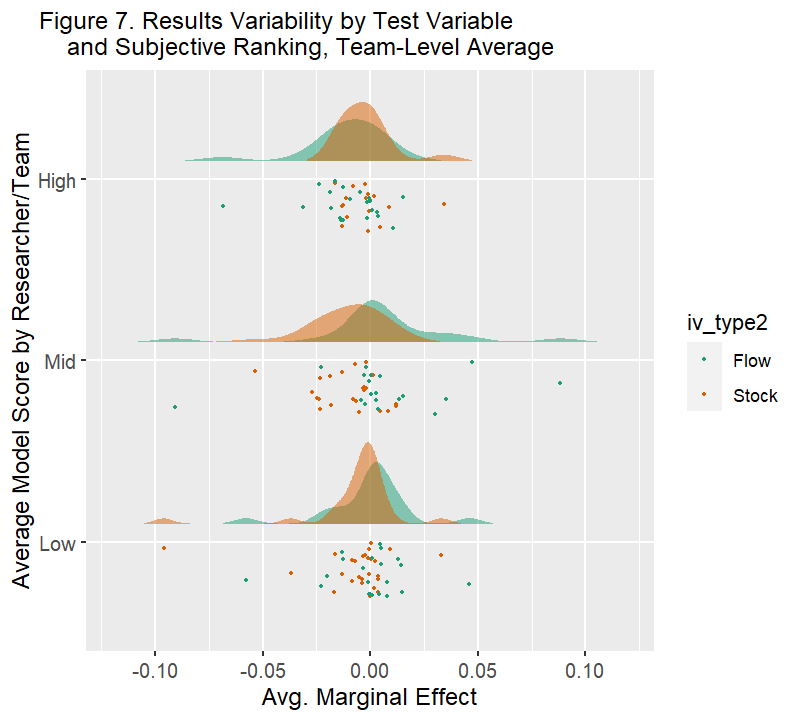 Figure 7. Results Variability by Test Variable
and Subjective Ranking, Team-Level Average
Average Model Score by Researcher/Team
High
Mid
Low
-0.10
-0.05
0.00
0.05
0.10
Avg. Marginal Effect
iv_type2
Flow
Stock